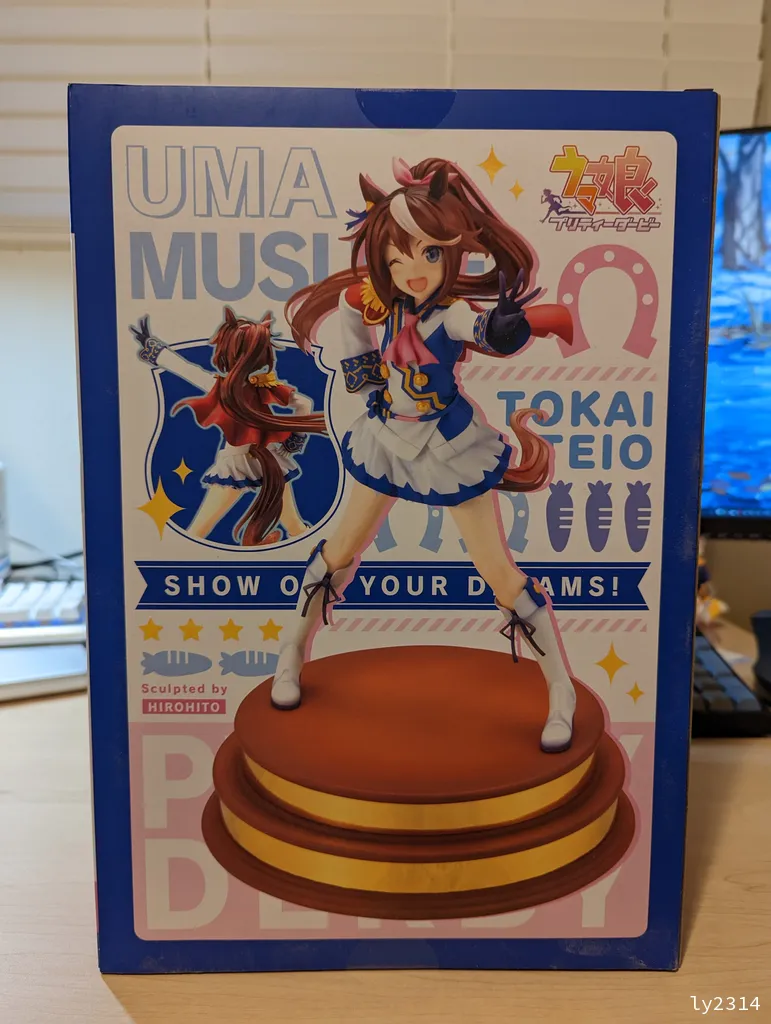 UMA
MUSU
ウマ娘
プリティーダービー
TOKAI
TEIO
SHOW O YOUR D AMS!
Sculpted by
HIROHITO
P Y
DERBY
ly2314